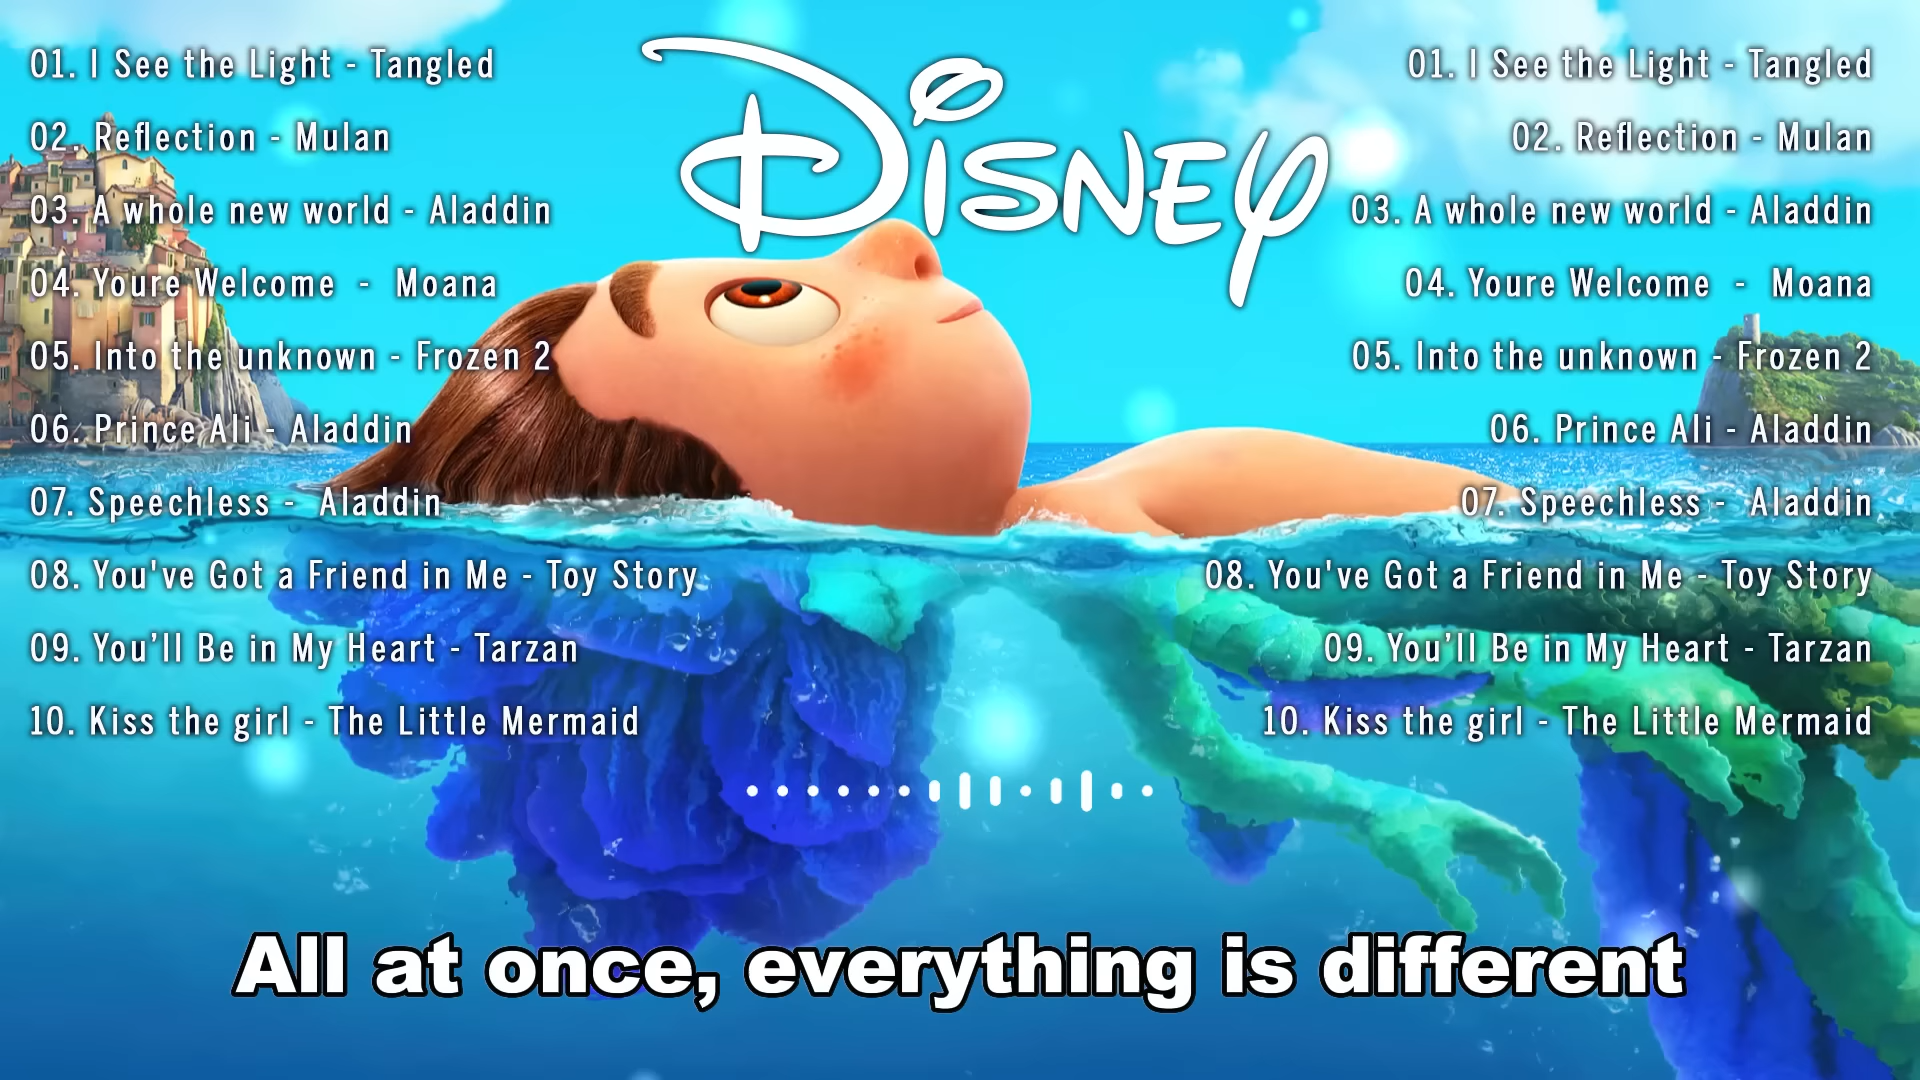 DISNEY
01. I See the Light - Tangled
02. Reflection - Mulan
03. A whole new world - Aladdin
04. Youre Welcome  -  Moana
05. Into the unknown - Frozen 2
06. Prince Ali - Aladdin
07. Speechless -  Aladdin
08. You've Got a Friend in Me - Toy Story
09. You’ll Be in My Heart - Tarzan
10. Kiss the girl - The Little Mermaid
01. I See the Light - Tangled
02. Reflection - Mulan
03. A whole new world - Aladdin
04. Youre Welcome  -  Moana
05. Into the unknown - Frozen 2
06. Prince Ali - Aladdin
07. Speechless -  Aladdin
08. You've Got a Friend in Me - Toy Story
09. You’ll Be in My Heart - Tarzan
10. Kiss the girl - The Little Mermaid
All at once, everything is different